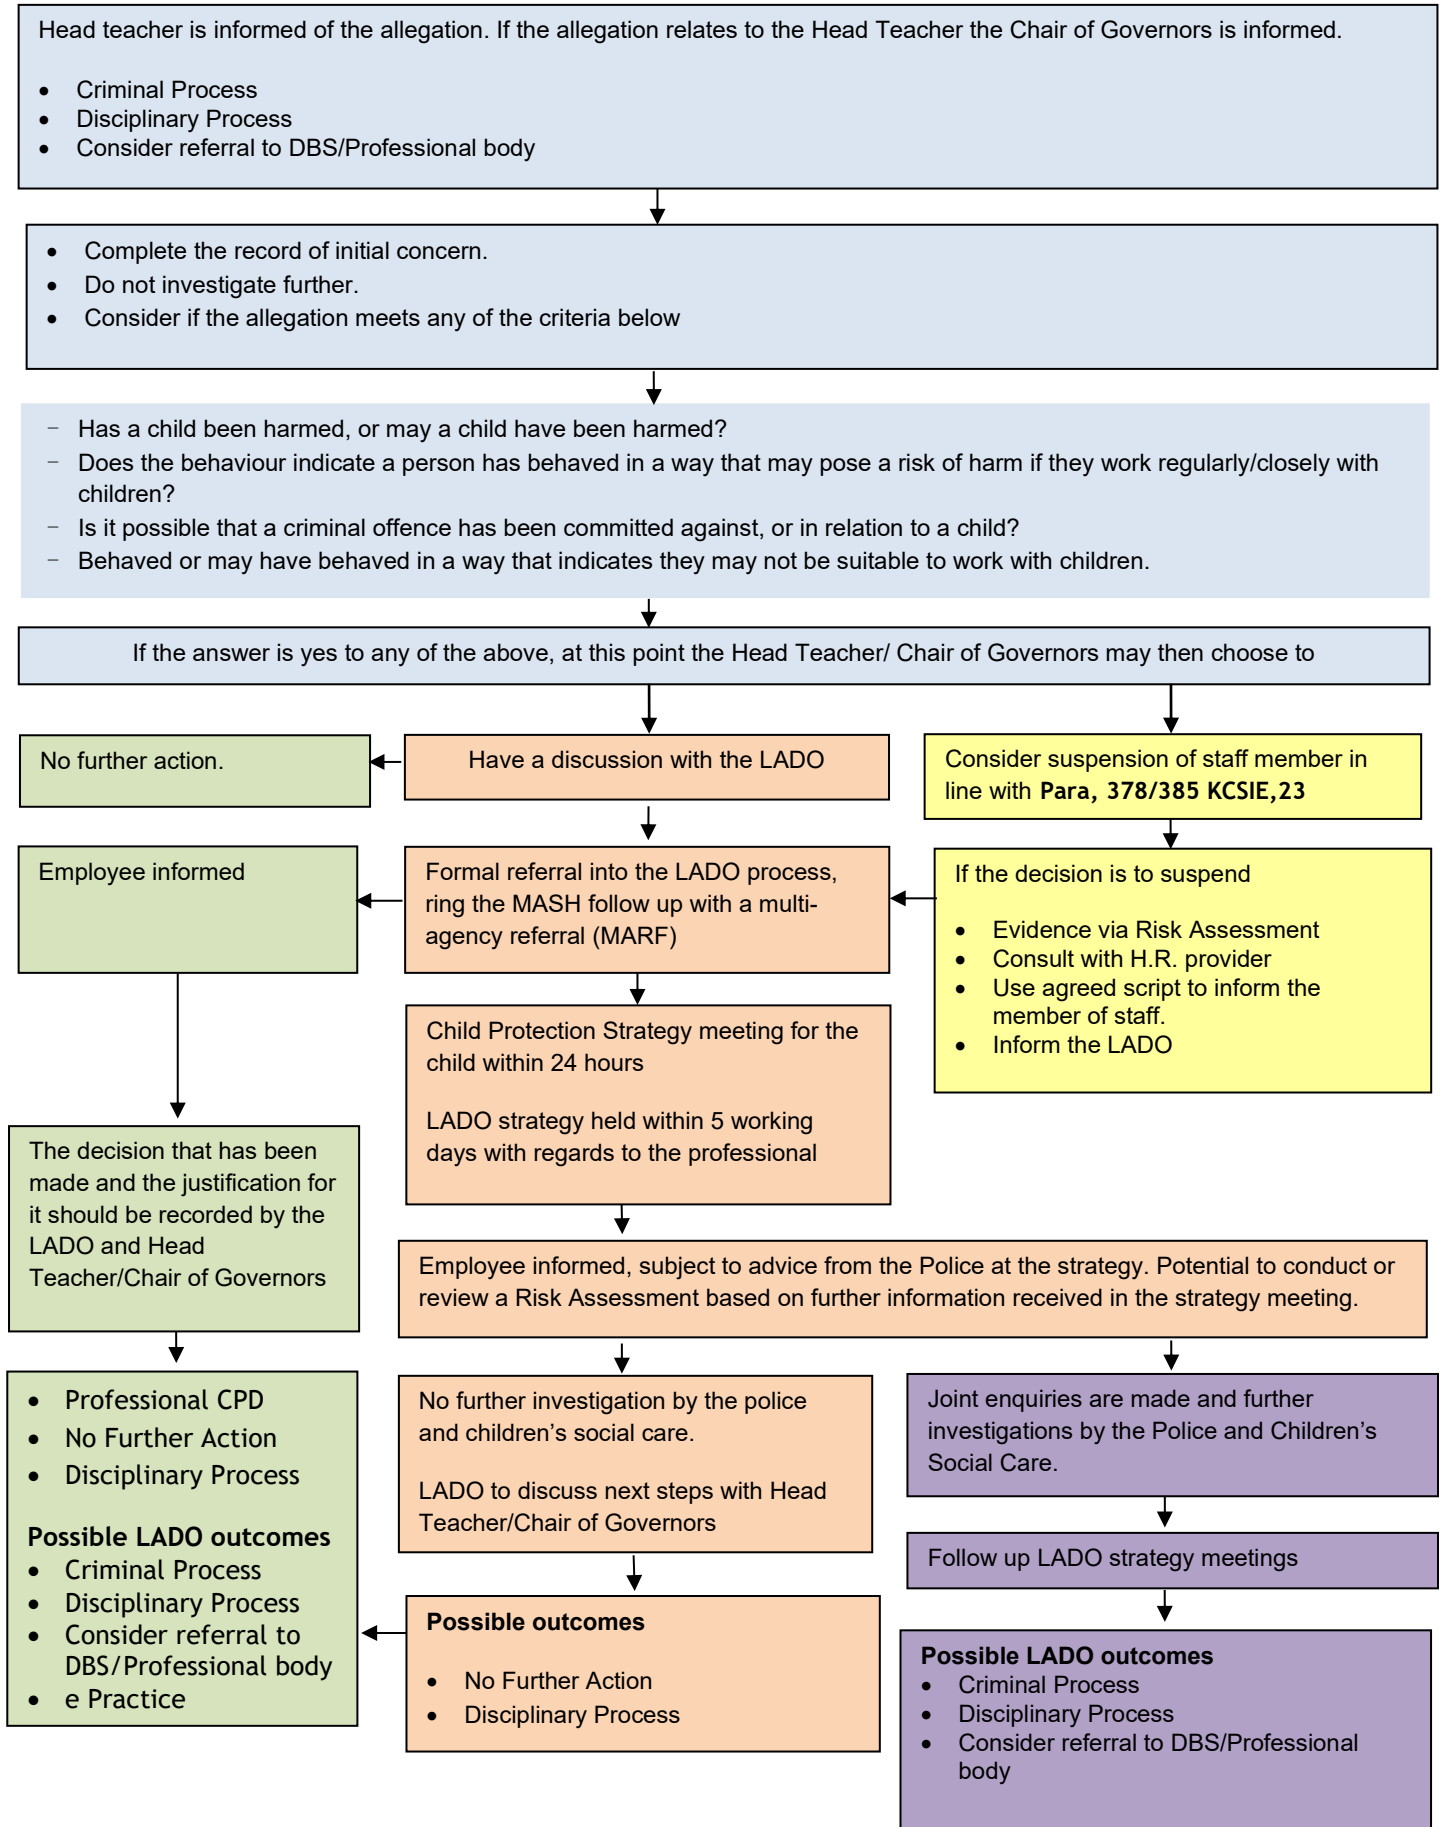 Head teacher is informed of the allegation. If the allegation relates to the Head Teacher the Chair of Governors is informed.
• Criminal Process
• Disciplinary Process
• Consider referral to DBS/Professional body
• Complete the record of initial concern.
• Do not investigate further.
• Consider if the allegation meets any of the criteria below
− Has a child been harmed, or may a child have been harmed?
− Does the behaviour indicate a person has behaved in a way that may pose a risk of harm if they work regularly/closely with
children?
− Is it possible that a criminal offence has been committed against, or in relation to a child?
− Behaved or may have behaved in a way that indicates they may not be suitable to work with children.
If the answer is yes to any of the above, at this point the Head Teacher/ Chair of Governors may then choose to
No further action.
Have a discussion with the LADO
Consider suspension of staff member in
line with Para, 378/385 KCSIE,23
Employee informed
Formal referral into the LADO process,
ring the MASH follow up with a multi-
agency referral (MARF)
If the decision is to suspend
• Evidence via Risk Assessment
• Consult with H.R. provider
• Use agreed script to inform the
member of staff.
• Inform the LADO
Child Protection Strategy meeting for the
child within 24 hours
LADO strategy held within 5 working
days with regards to the professional
The decision that has been
made and the justification for
it should be recorded by the
LADO and Head
Teacher/Chair of Governors
Employee informed, subject to advice from the Police at the strategy. Potential to conduct or
review a Risk Assessment based on further information received in the strategy meeting.
• Professional CPD
• No Further Action
• Disciplinary Process
Possible LADO outcomes
• Criminal Process
• Disciplinary Process
• Consider referral to
DBS/Professional body
• e Practice
No further investigation by the police
and children’s social care.
LADO to discuss next steps with Head
Teacher/Chair of Governors
Joint enquiries are made and further
investigations by the Police and Children’s
Social Care.
Follow up LADO strategy meetings
Possible outcomes
• No Further Action
• Disciplinary Process
Possible LADO outcomes
• Criminal Process
• Disciplinary Process
• Consider referral to DBS/Professional
body